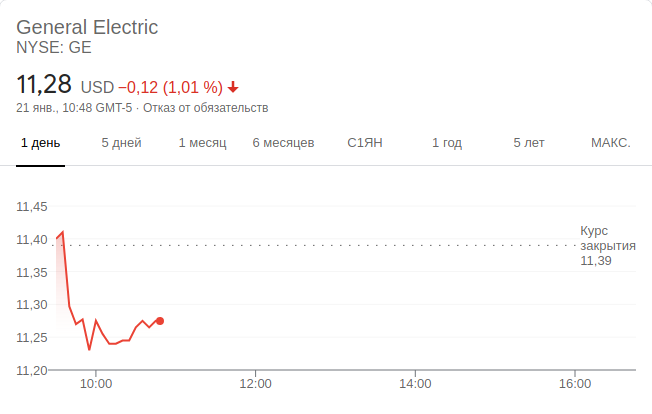 General Electric
NYSE: GE
11,28 USD −0,12 (1,01 %)
21 янв., 10:48 GMT-5 · Отказ от обязательств
1 день 5 дней 1 месяц 6 месяцев С1ЯН 1 год 5 лет МАКС.
11,45
11,40
11,35
11,30
11,25
11,20
Курс
закрытия
11,39
10:00 12:00 14:00 16:00